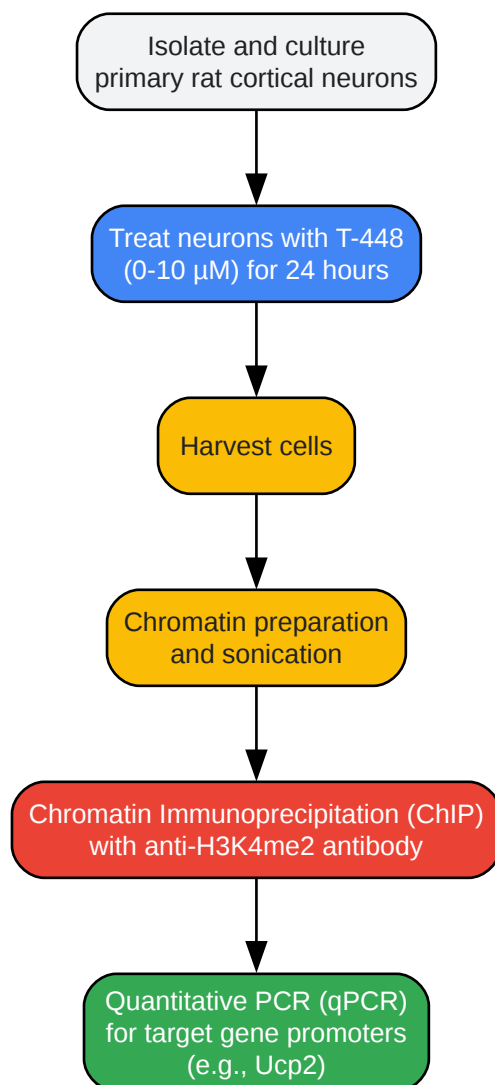 Isolate and culture
primary rat cortical neurons
Treat neurons with T-448
(0-10 µM) for 24 hours
Harvest cells
Chromatin preparation
and sonication
Chromatin Immunoprecipitation (ChIP)
with anti-H3K4me2 antibody
Quantitative PCR (qPCR)
for target gene promoters
(e.g., Ucp2)